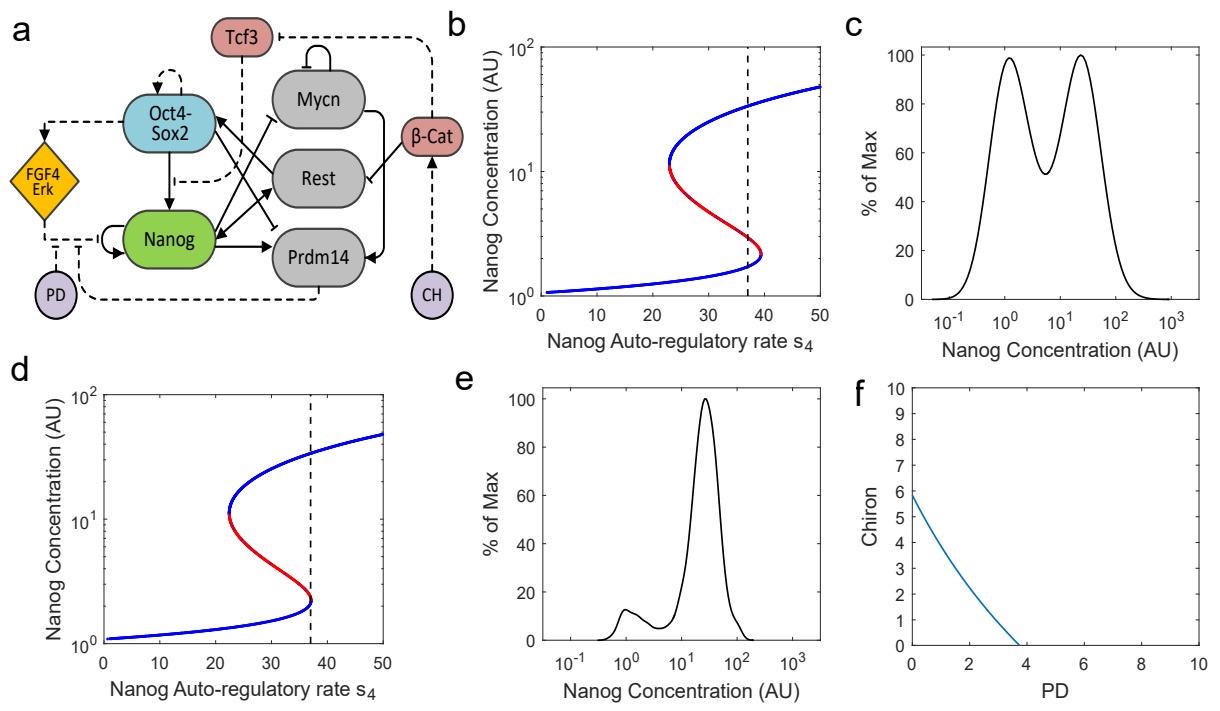 a
Tcf3
Oct4-
Sox2
Mycn
β-Cat
FGF4
Erk
Rest
Nanog
Prdm14
PD
CH
b
Nanog Concentration (AU)
10^2
10^1
10^0
0 10 20 30 40 50
Nanog Auto-regulatory rate s_4
c
% of Max
100
80
60
40
20
0
10^-1 10^0 10^1 10^2 10^3
Nanog Concentration (AU)
d
Nanog Concentration (AU)
10^2
10^1
10^0
0 10 20 30 40 50
Nanog Auto-regulatory rate s_4
e
% of Max
100
80
60
40
20
0
10^-1 10^0 10^1 10^2 10^3
Nanog Concentration (AU)
f
Chiron
10
9
8
7
6
5
4
3
2
1
0
0 2 4 6 8 10
PD